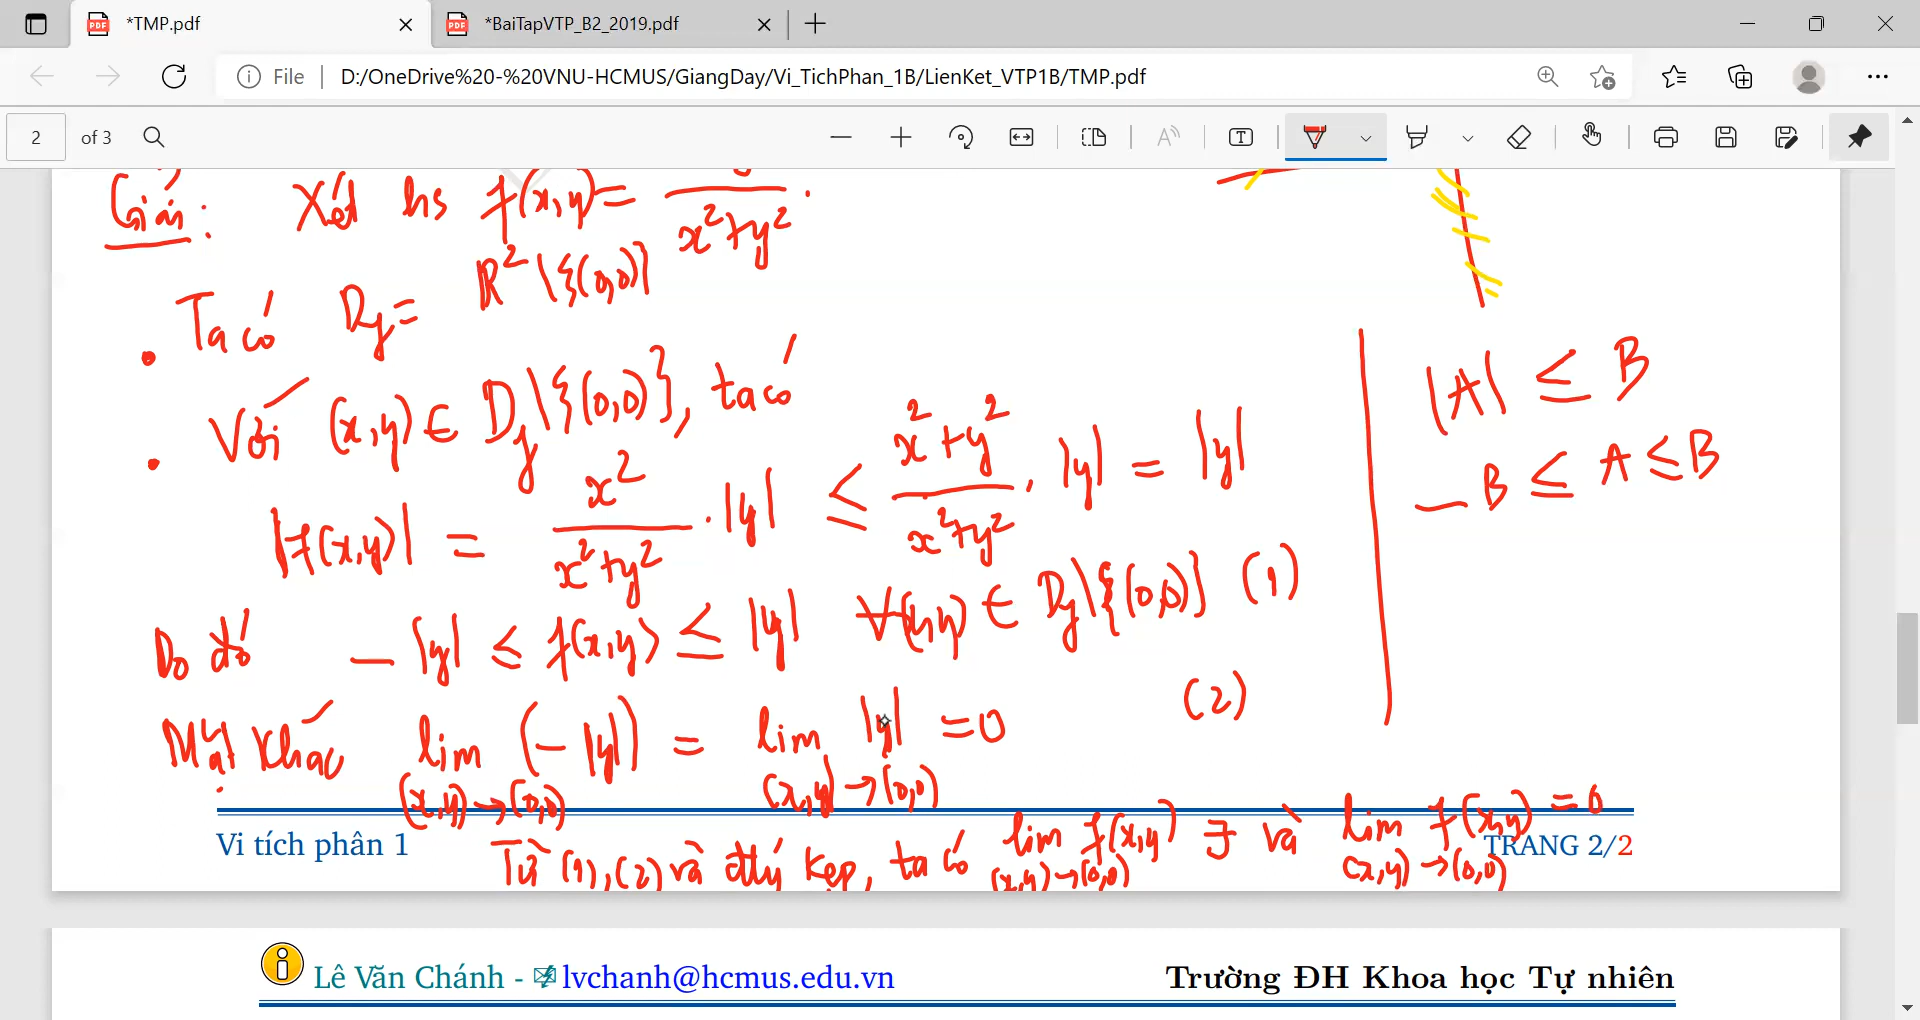 *TMP.pdf
*BaiTapVTP_B2_2019.pdf
File
D:/OneDrive%20-%20VNU-HCMUS/GiangDay/Vi_TichPhan_1B/LienKet_VTP1B/TMP.pdf
2 of 3
Giải: Xét hs f(x,y) = / x²+y².
• Ta có D_f = R²\{(0,0)}
• Với (x,y) ∈ D_f\{(0,0)}, ta có
|f(x,y)| = x²/(x²+y²) . |y| ≤ (x²+y²)/(x²+y²) . |y| = |y|
Do đó – |y| ≤ f(x,y) ≤ |y| ∀(x,y) ∈ D_f\{(0,0)} (1)
Mặt khác lim (x,y)→(0,0) (– |y|) = lim (x,y)→(0,0) |y| = 0 (2)
Từ (1),(2) và đlý kẹp, ta có lim (x,y)→(0,0) f(x,y) ∃ và lim (x,y)→(0,0) f(x,y) = 0
|A| ≤ B
– B ≤ A ≤ B
Vi tích phân 1
TRANG 2/2
Lê Văn Chánh - lvchanh@hcmus.edu.vn
Trường ĐH Khoa học Tự nhiên